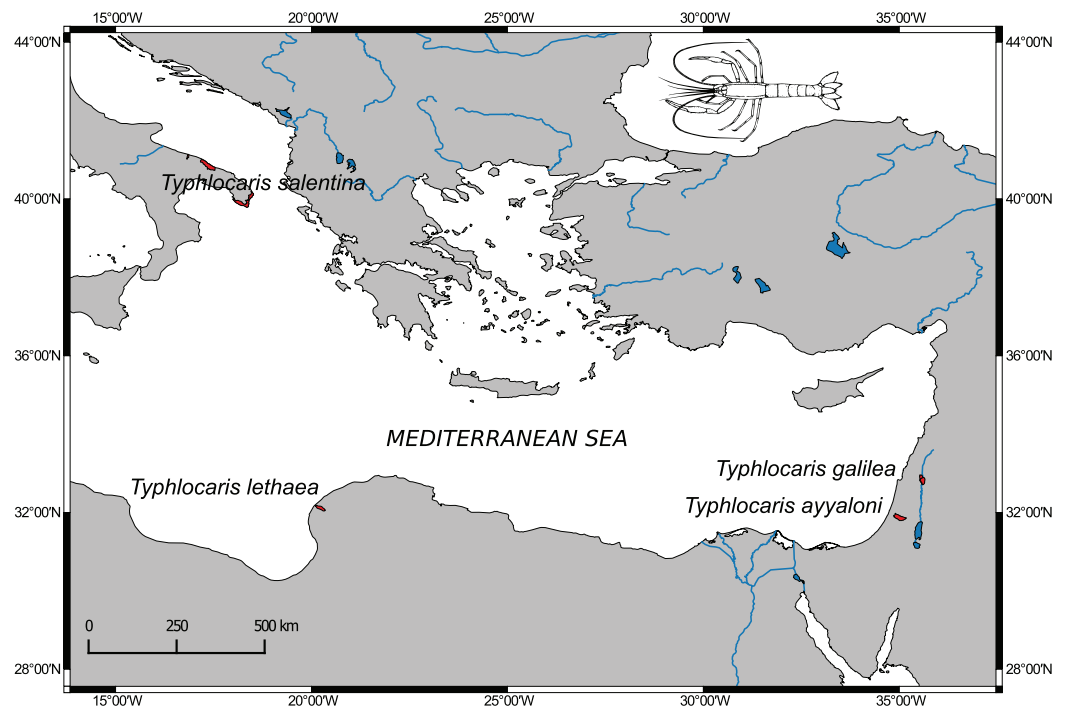 15°00'W 20°00'W 25°00'W 30°00'W 35°00'W
44°00'N 44°00'N
Typhlocaris salentina
40°00'N 40°00'N
36°00'N 36°00'N
MEDITERRANEAN SEA
Typhlocaris galilea
Typhlocaris lethaea
Typhlocaris ayyaloni
32°00'N 32°00'N
0 250 500 km
28°00'N 28°00'N
15°00'W 20°00'W 25°00'W 30°00'W 35°00'W